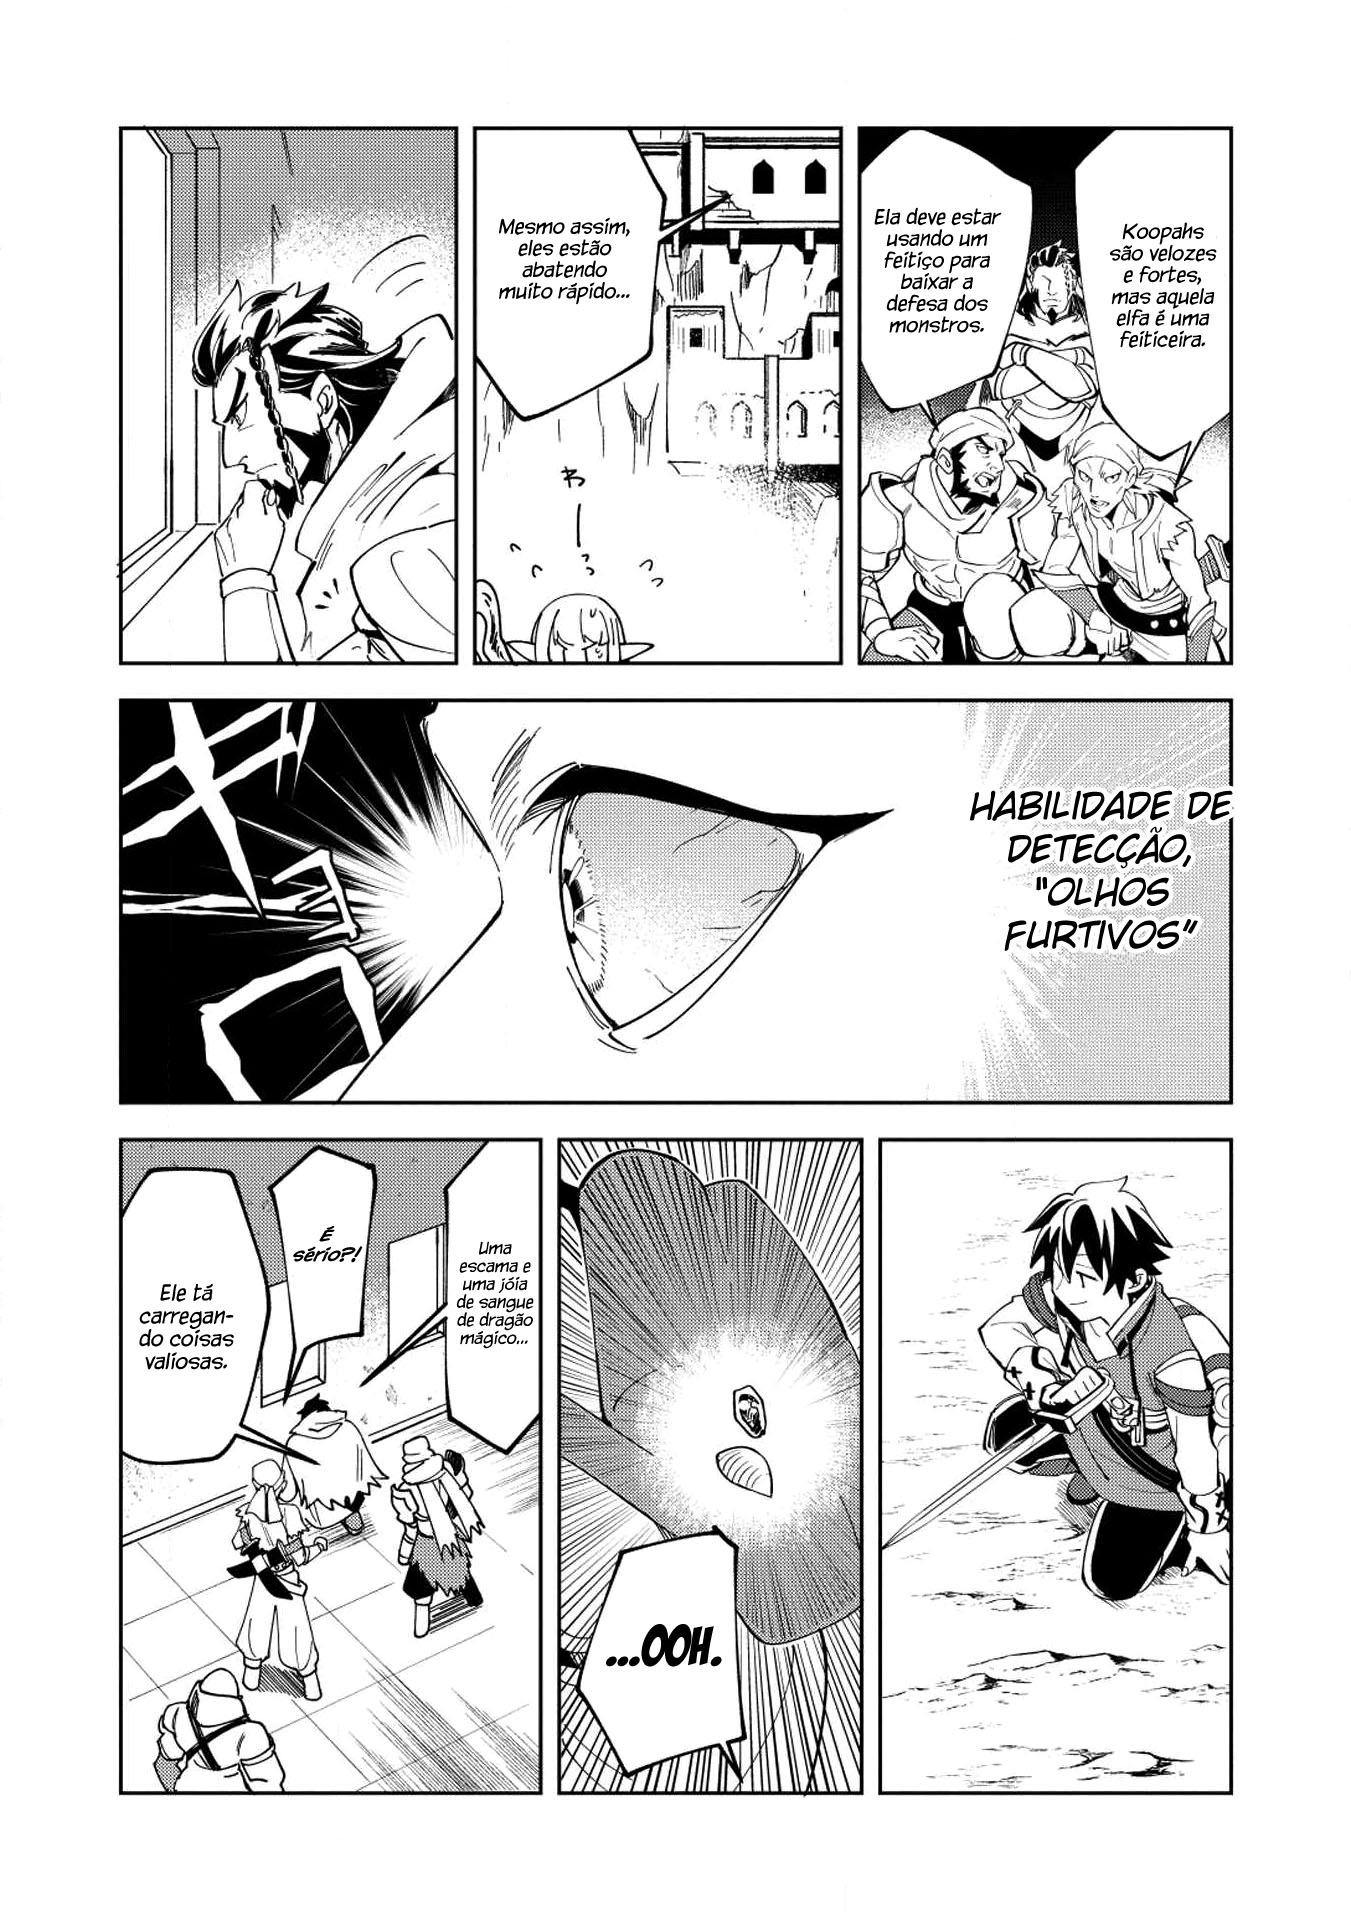 Koopahs
são velozes
e fortes,
mas aquela
elfa é uma
feiticeira.
Ela deve estar
usando um
feitiço para
baixar a
defesa dos
monstros.
Mesmo assim,
eles estão
abatendo
muito rápido...
わ
ー
HABILIDADE DE
DETECÇÃO,
"OLHOS
FURTIVOS"
...OOH.
Uma
escama e
uma jóia
de sangue
de dragão
mágico...
É
sério?!
Ele tá
carregan-
do coisas
valiosas.